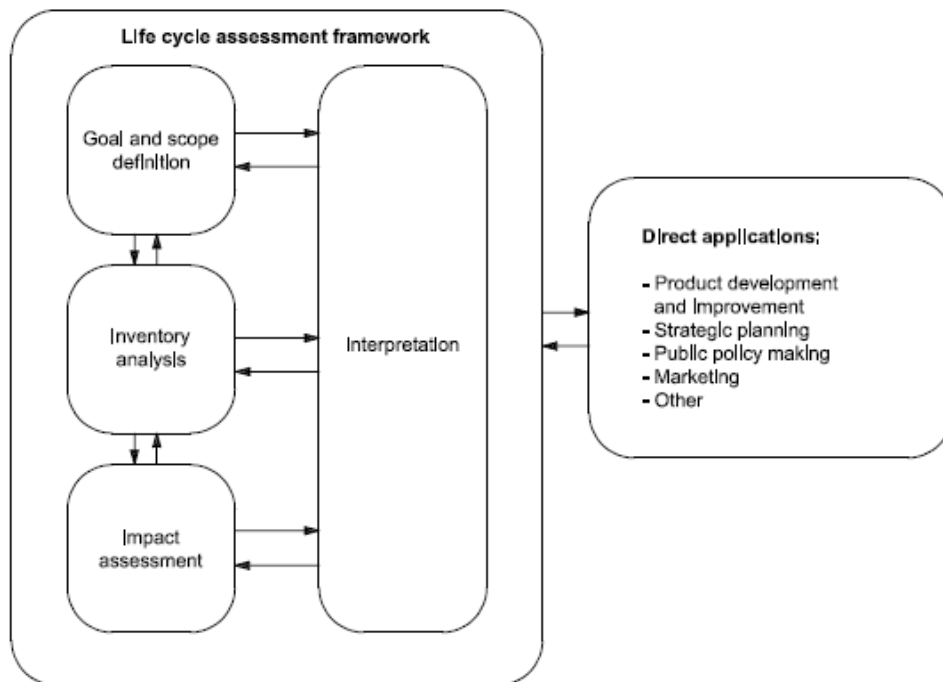 Life cycle assessment framework
Goal and scope
definition
Inventory
analysis
Impact
assessment
Interpretation
Direct applications:
- Product development
and improvement
- Strategic planning
- Public policy making
- Marketing
- Other